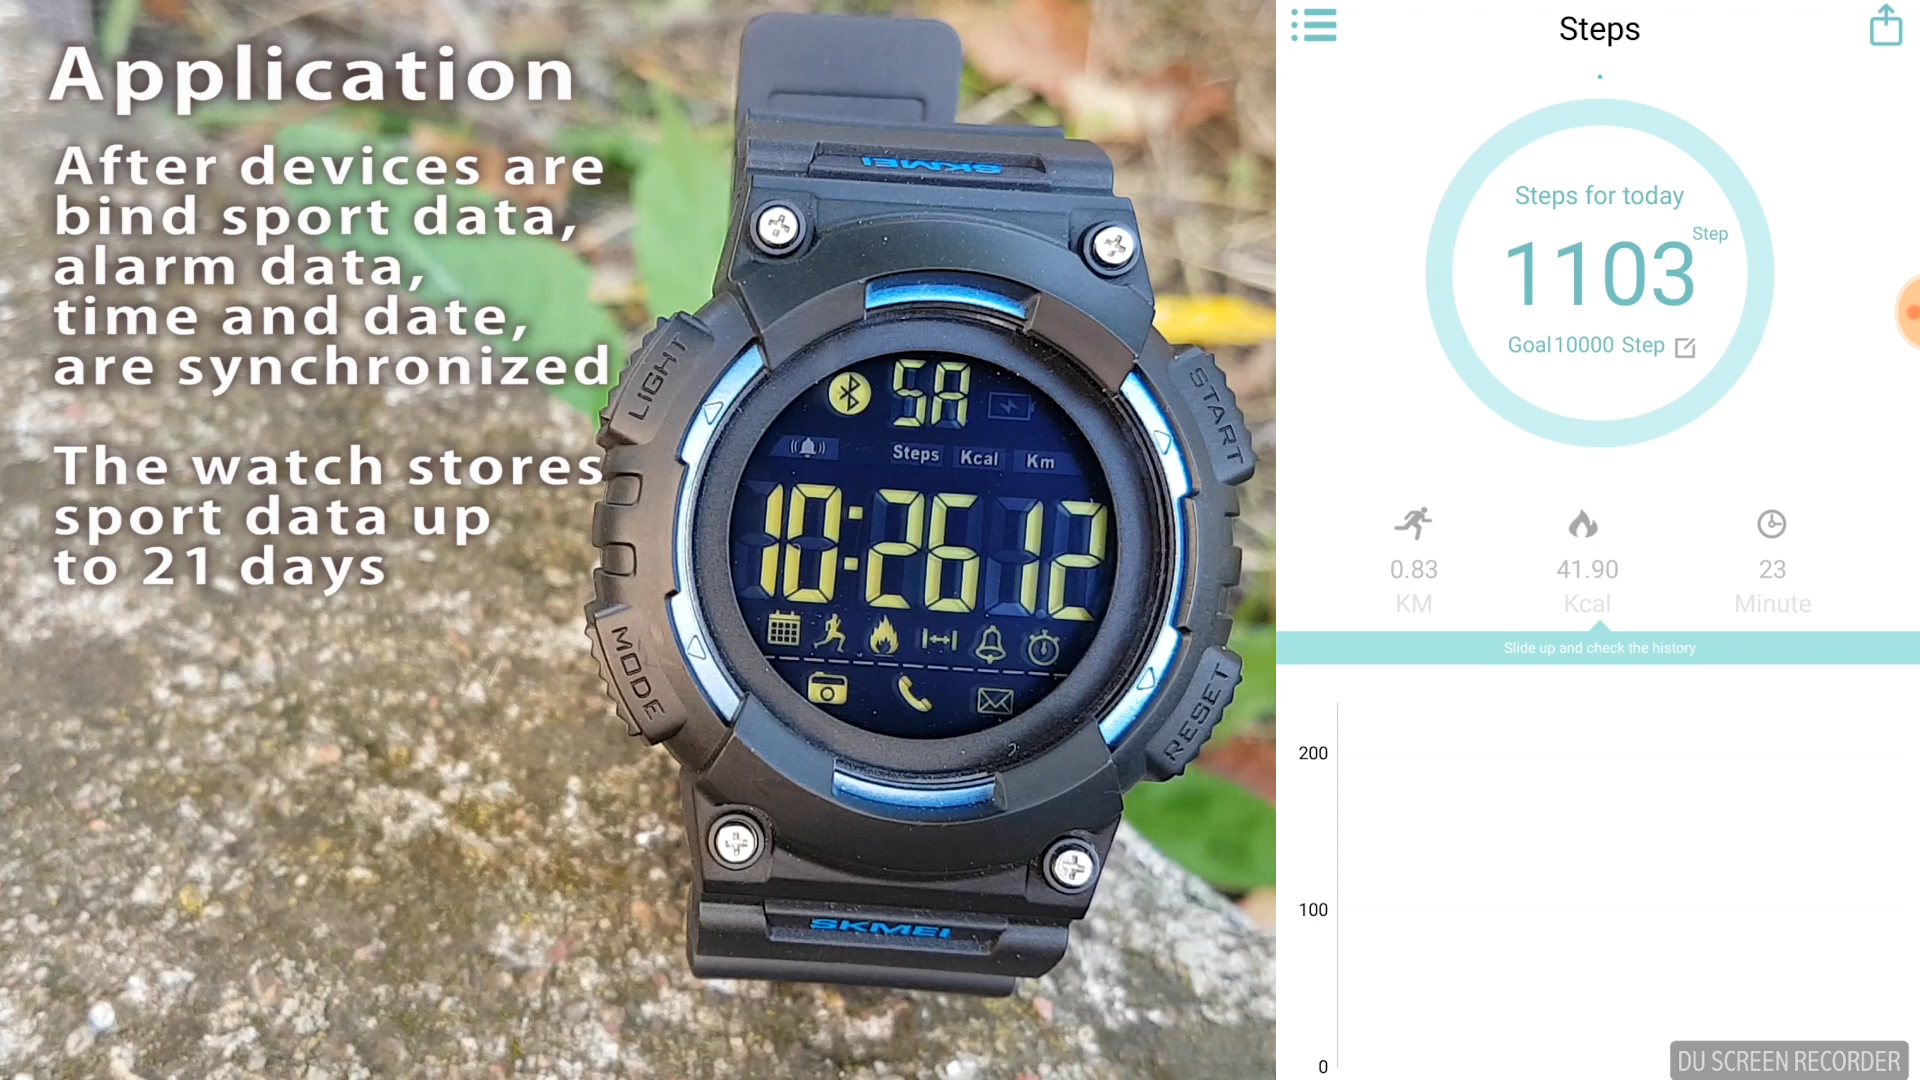 Application
After devices are
bind sport data,
alarm data,
time and date,
are synchronized
The watch stores
sport data up
to 21 days
SKMEI
LIGHT
START
SA
Steps Kcal Km
10:26 12
MODE
RESET
SKMEI
Steps
Steps for today
1103 Step
Goal 10000 Step
0.83 41.90 23
KM Kcal Minute
Slide up and check the history
200
100
0
DU SCREEN RECORDER